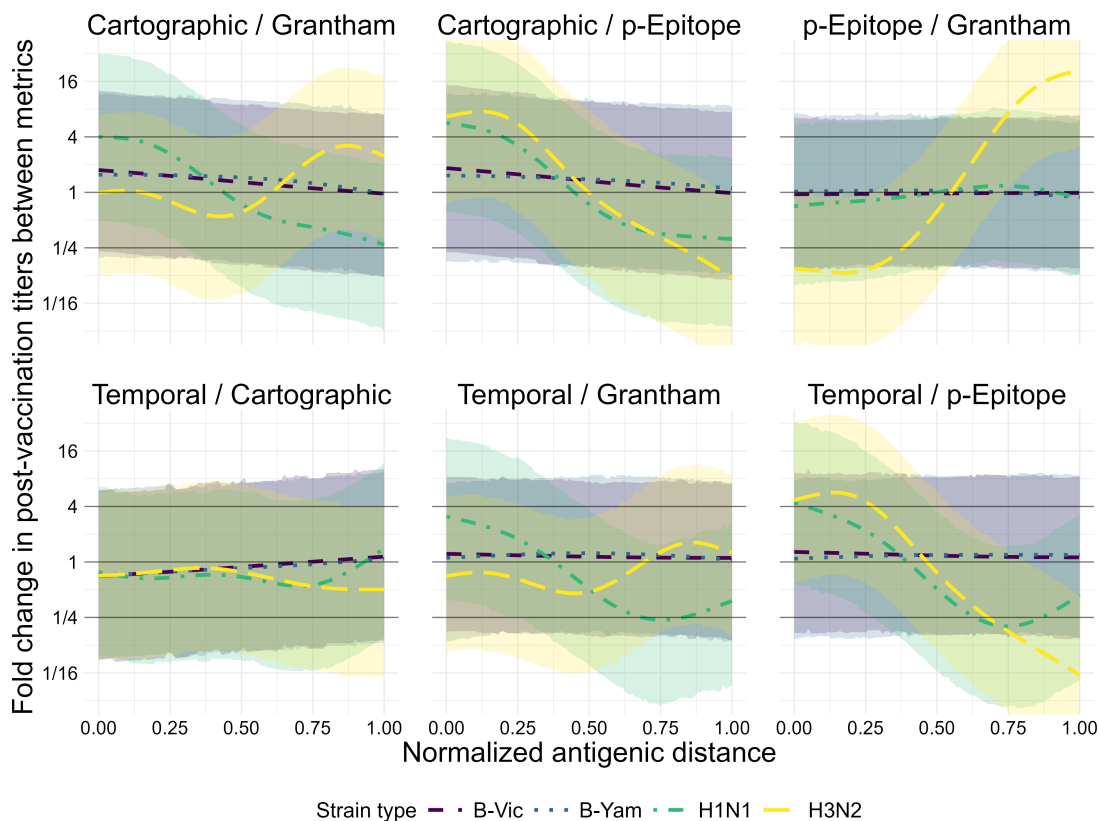 Cartographic / Grantham
Cartographic / p-Epitope
p-Epitope / Grantham
Fold change in post-vaccination titers between metrics
16
4
1
1/4
1/16
Temporal / Cartographic
Temporal / Grantham
Temporal / p-Epitope
16
4
1
1/4
1/16
0.00 0.25 0.50 0.75 1.00
0.00 0.25 0.50 0.75 1.00
0.00 0.25 0.50 0.75 1.00
Normalized antigenic distance
Strain type B-Vic B-Yam H1N1 H3N2